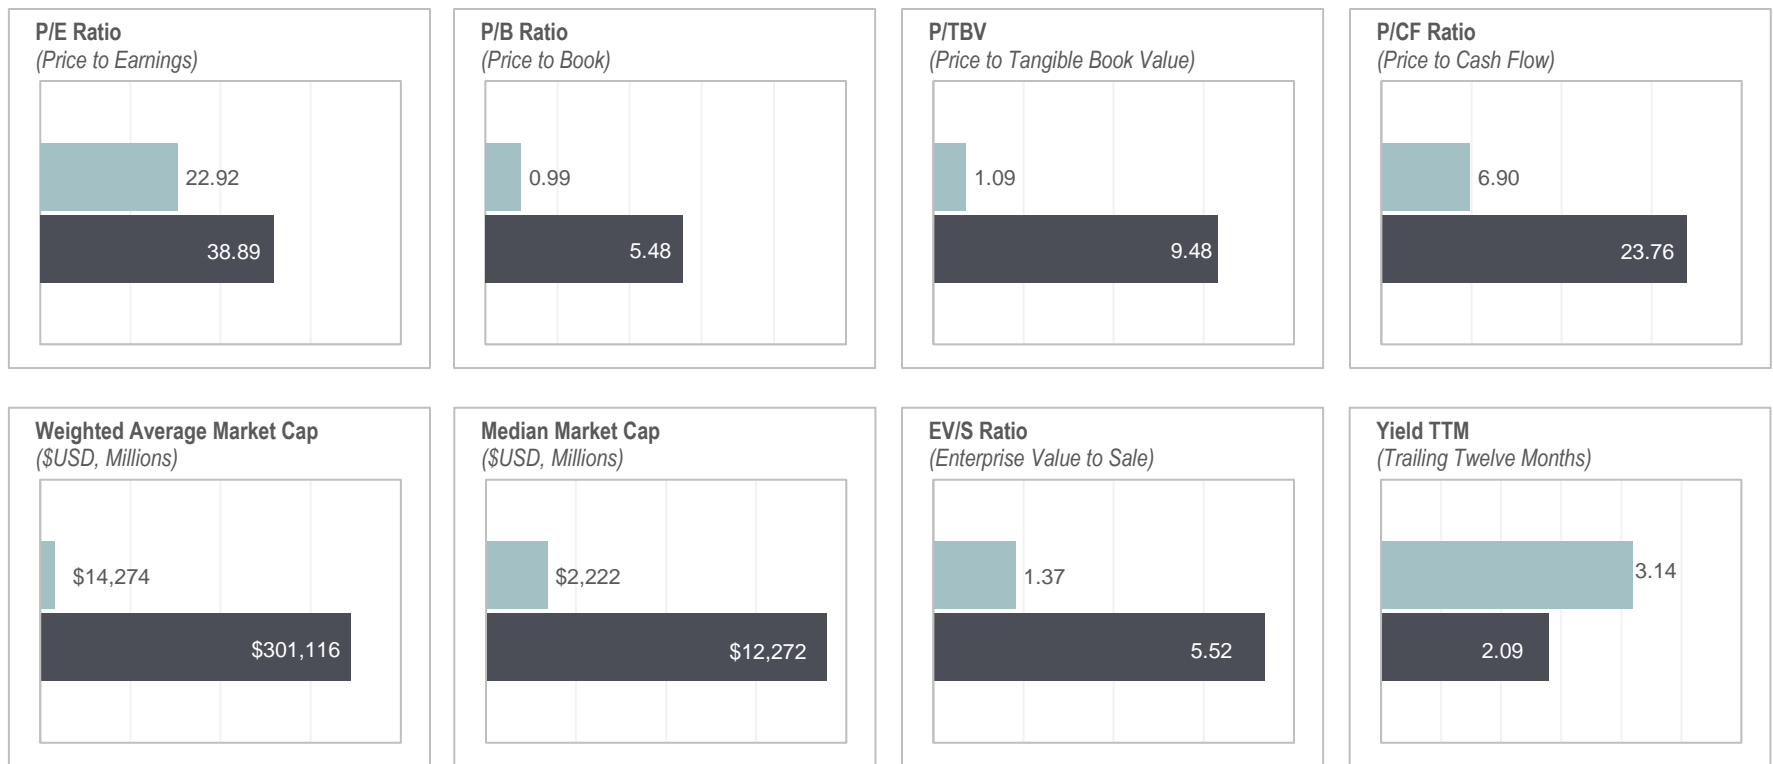 P/E Ratio
(Price to Earnings)
22.92
38.89
P/B Ratio
(Price to Book)
0.99
5.48
P/TBV
(Price to Tangible Book Value)
1.09
9.48
P/CF Ratio
(Price to Cash Flow)
6.90
23.76
Weighted Average Market Cap
($USD, Millions)
$14,274
$301,116
Median Market Cap
($USD, Millions)
$2,222
$12,272
EV/S Ratio
(Enterprise Value to Sale)
1.37
5.52
Yield TTM
(Trailing Twelve Months)
3.14
2.09